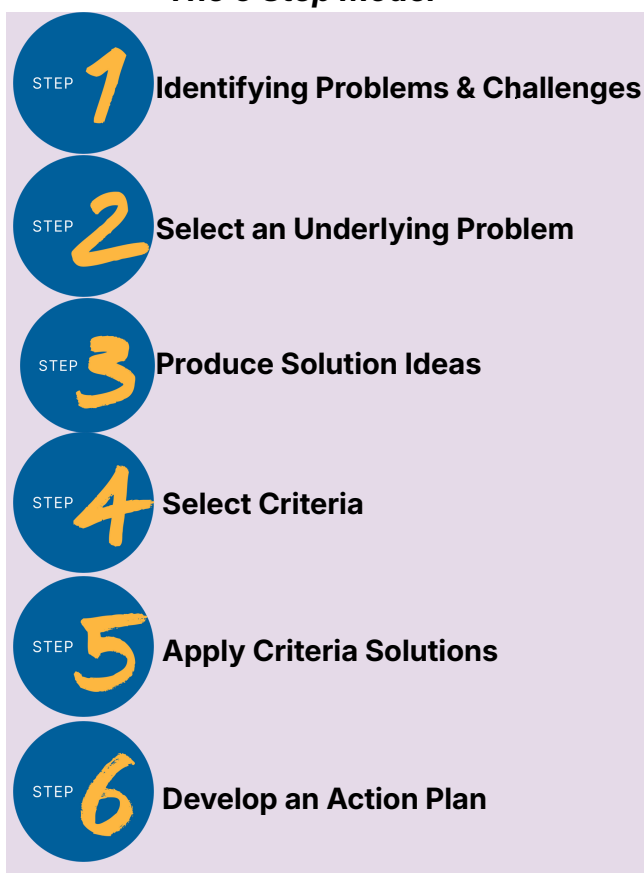 STEP 1 Identifying Problems & Challenges
STEP 2 Select an Underlying Problem
STEP 3 Produce Solution Ideas
STEP 4 Select Criteria
STEP 5 Apply Criteria Solutions
STEP 6 Develop an Action Plan